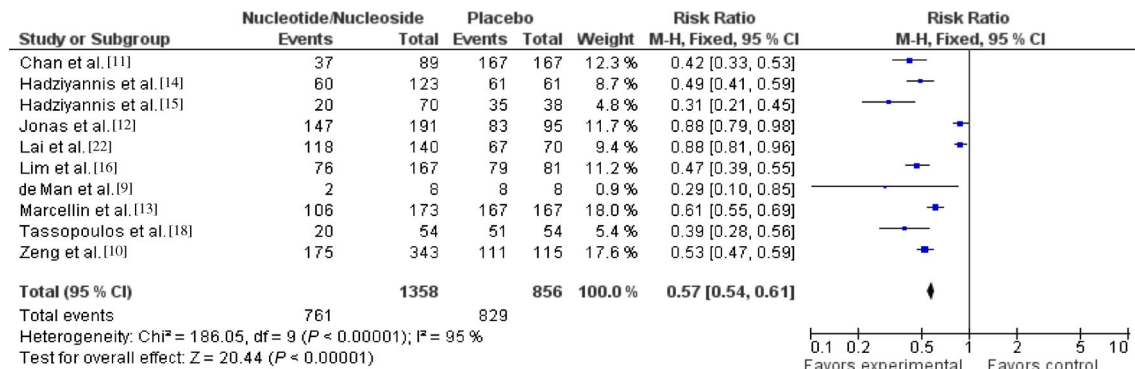 Nucleotide/Nucleoside Placebo Risk Ratio Risk Ratio
Study or Subgroup Events Total Events Total Weight M-H, Fixed, 95 % CI M-H, Fixed, 95 % CI
Chan et al.[11] 37 89 167 167 12.3 % 0.42 [0.33, 0.53]
Hadziyannis et al.[14] 60 123 61 61 8.7 % 0.49 [0.41, 0.59]
Hadziyannis et al.[15] 20 70 35 38 4.8 % 0.31 [0.21, 0.45]
Jonas et al.[12] 147 191 83 95 11.7 % 0.88 [0.79, 0.98]
Lai et al.[22] 118 140 67 70 9.4 % 0.88 [0.81, 0.96]
Lim et al.[16] 76 167 79 81 11.2 % 0.47 [0.39, 0.55]
de Man et al.[9] 2 8 8 8 0.9 % 0.29 [0.10, 0.85]
Marcellin et al.[13] 106 173 167 167 18.0 % 0.61 [0.55, 0.69]
Tassopoulos et al.[18] 20 54 51 54 5.4 % 0.39 [0.28, 0.56]
Zeng et al.[10] 175 343 111 115 17.6 % 0.53 [0.47, 0.59]
Total (95 % CI) 1358 856 100.0 % 0.57 [0.54, 0.61]
Total events 761 829
Heterogeneity: Chi² = 186.05, df = 9 (P < 0.00001); I² = 95 %
Test for overall effect: Z = 20.44 (P < 0.00001)
0.1 0.2 0.5 1 2 5 10
Favors experimental Favors control